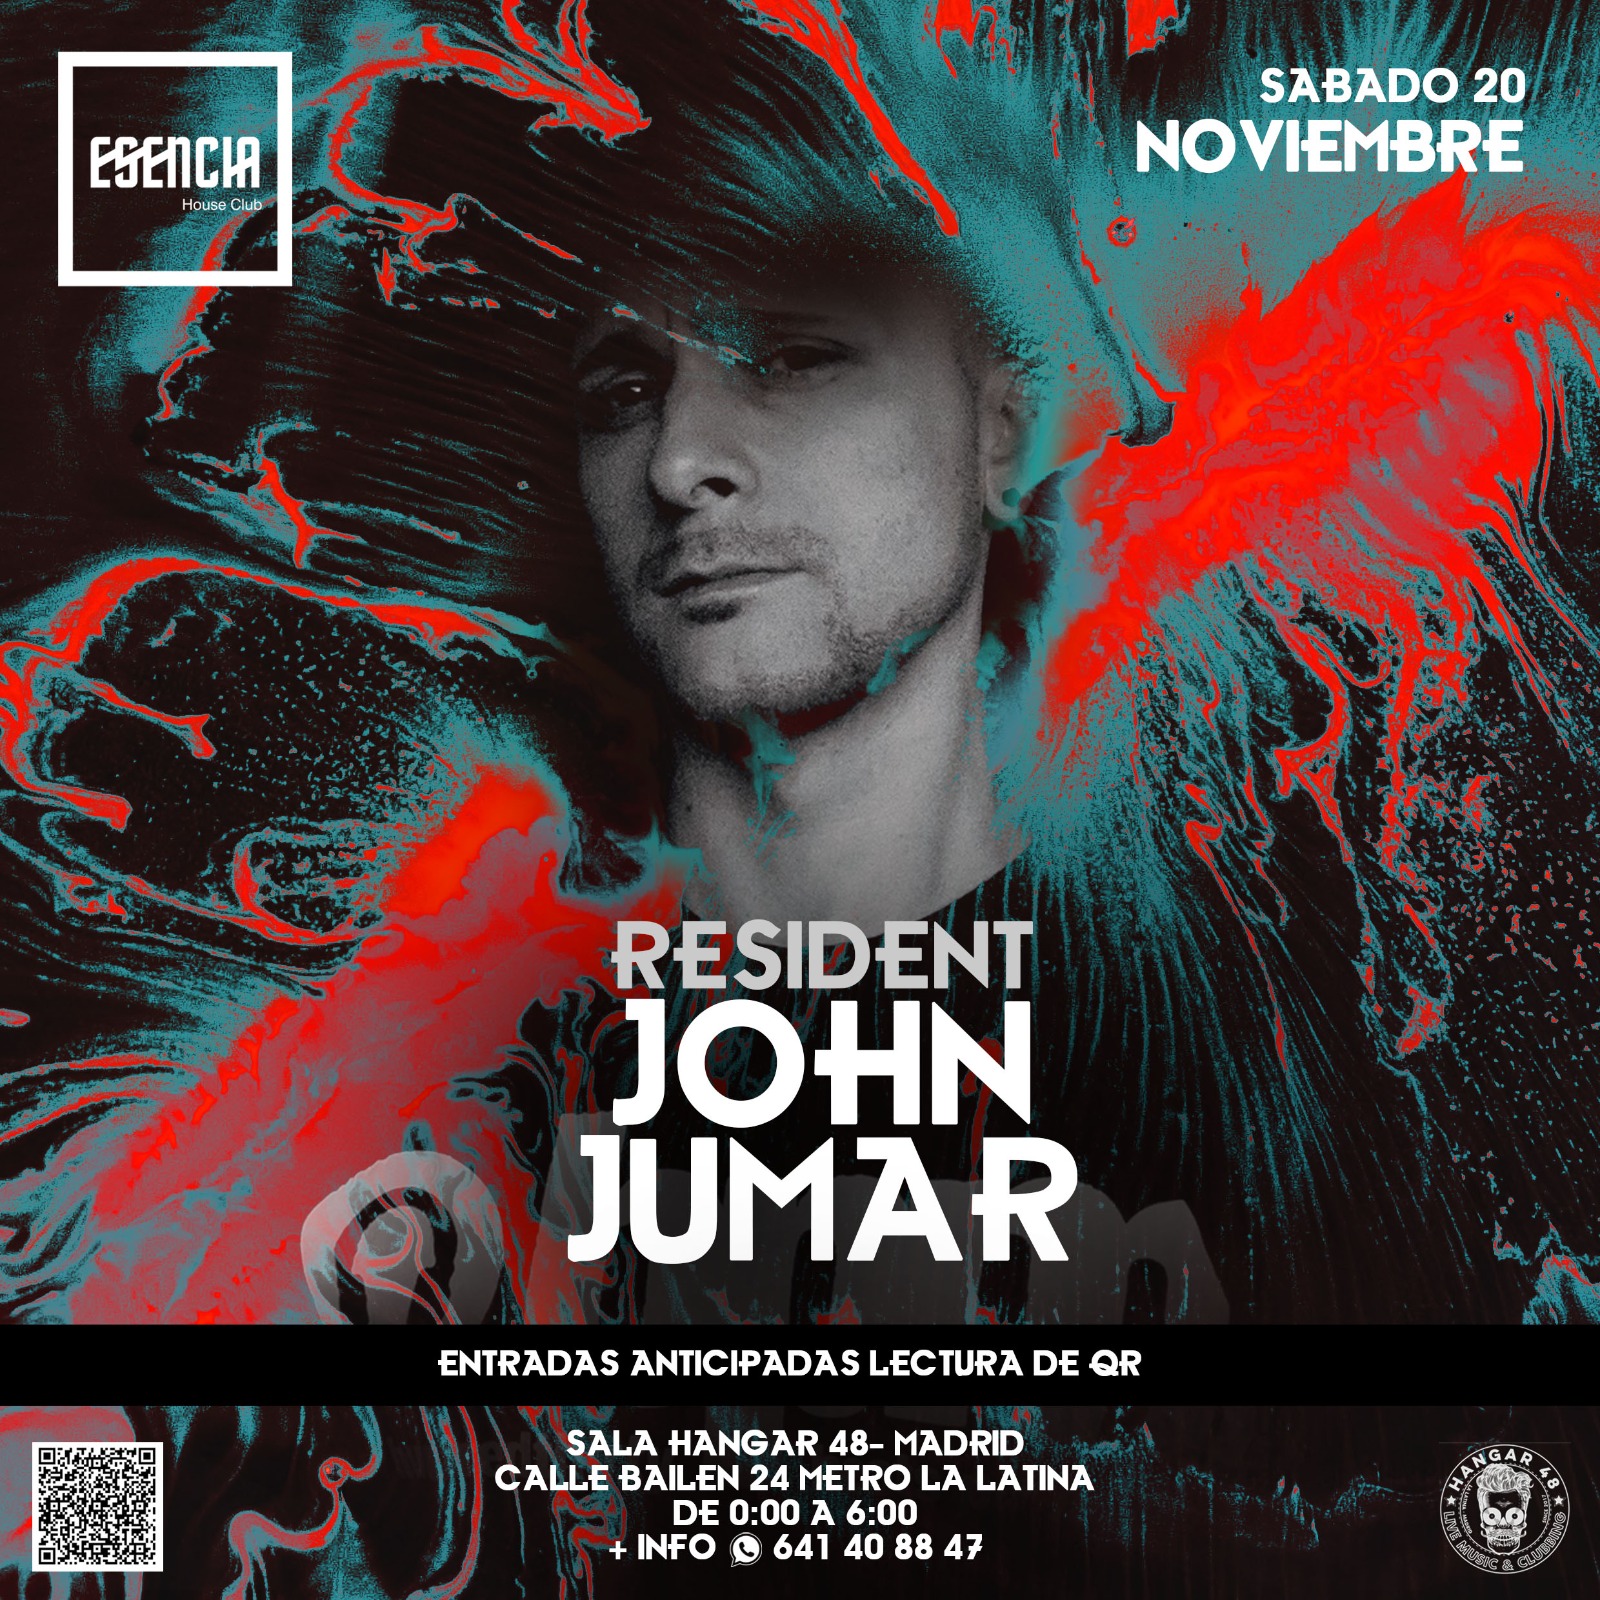 ESENCIA
House Club
SABADO 20
NOVIEMBRE
RESIDENT
JOHN
JUMAR
ENTRADAS ANTICIPADAS LECTURA DE QR
SALA HANGAR 48- MADRID
CALLE BAILEN 24 METRO LA LATINA
DE 0:00 A 6:00
+ INFO 641 40 88 47
HANGAR 48
LIVE MUSIC & CLUBBING